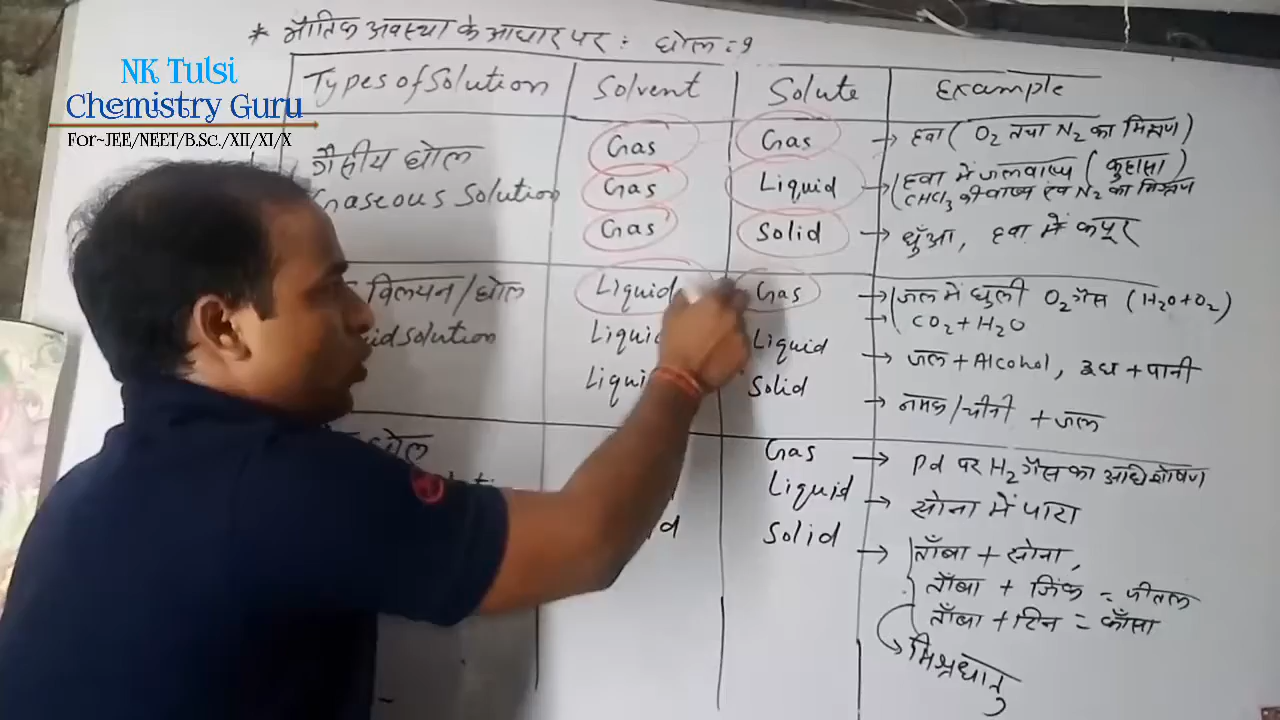 * भौतिक अवस्था के आधार पर : घोल = 9
NK Tulsi
Chemistry Guru
For~JEE/NEET/B.Sc./XII/XI/X
Types of Solution Solvent Solute Example
गैसीय घोल
Gaseous Solution
Gas Gas → हवा ( O2 तथा N2 का मिश्रण )
Gas Liquid → हवा में जलवाष्प ( कुहासा )
CHCl3 की वाष्प एवं N2 का मिश्रण
Gas Solid → धुँआ, हवा में कपूर
विलयन/घोल
solution
Liquid Gas → जल में घुली O2 गैस (H2O+O2)
→ CO2 + H2O
Liquid → जल + Alcohol, दूध + पानी
Solid → नमक/चीनी + जल
घोल
Gas → Pd पर H2 गैस का अधिशोषण
Liquid → सोना में पारा
Solid → ताँबा + सोना,
ताँबा + जिंक = पीतल
ताँबा + टिन = काँसा
मिश्रधातु